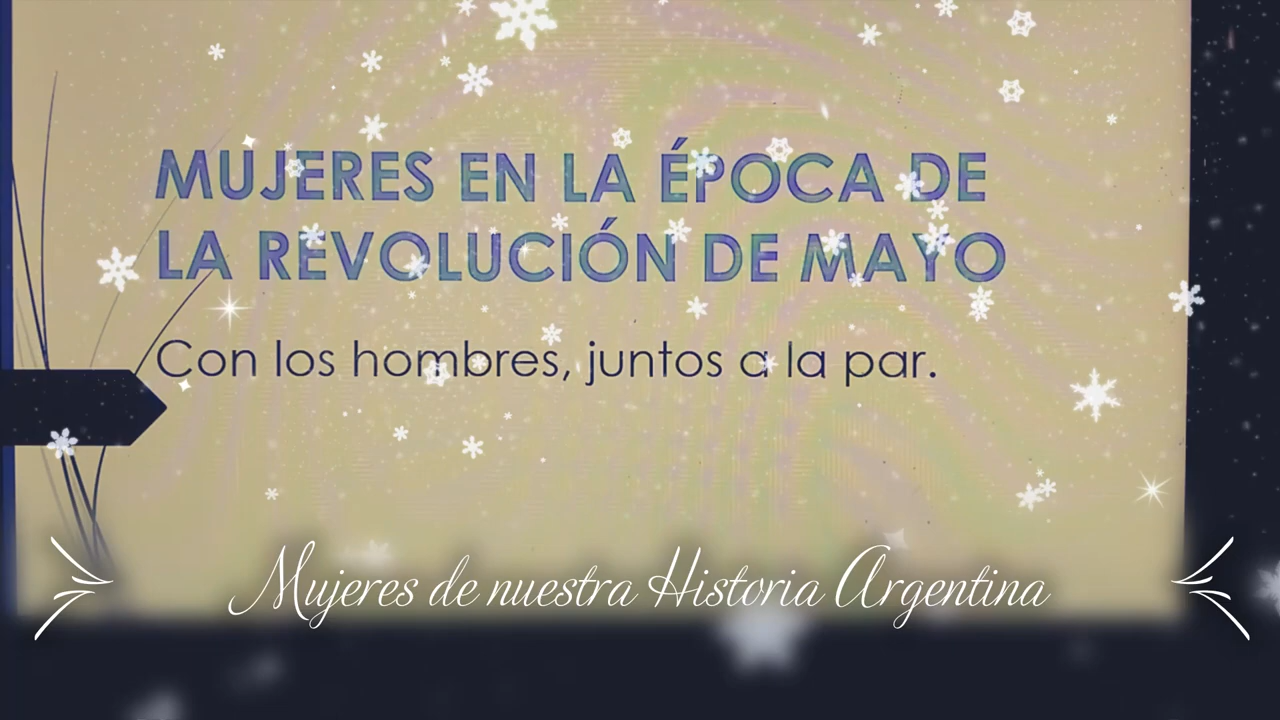 MUJERES EN LA ÉPOCA DE
LA REVOLUCIÓN DE MAYO
Con los hombres, juntos a la par.
Mujeres de nuestra Historia Argentina